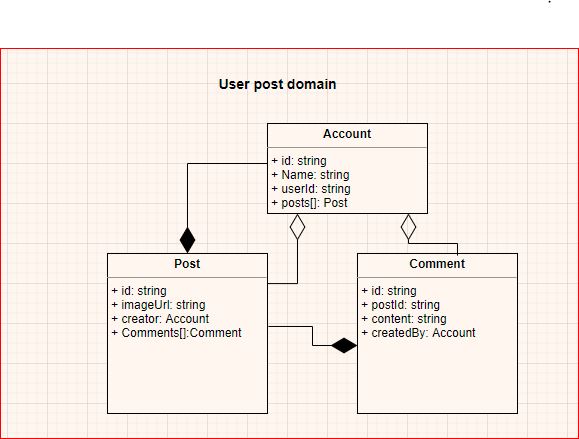 User post domain
Account
+ id: string
+ Name: string
+ userId: string
+ posts[]: Post
Post
+ id: string
+ imageUrl: string
+ creator: Account
+ Comments[]:Comment
Comment
+ id: string
+ postId: string
+ content: string
+ createdBy: Account